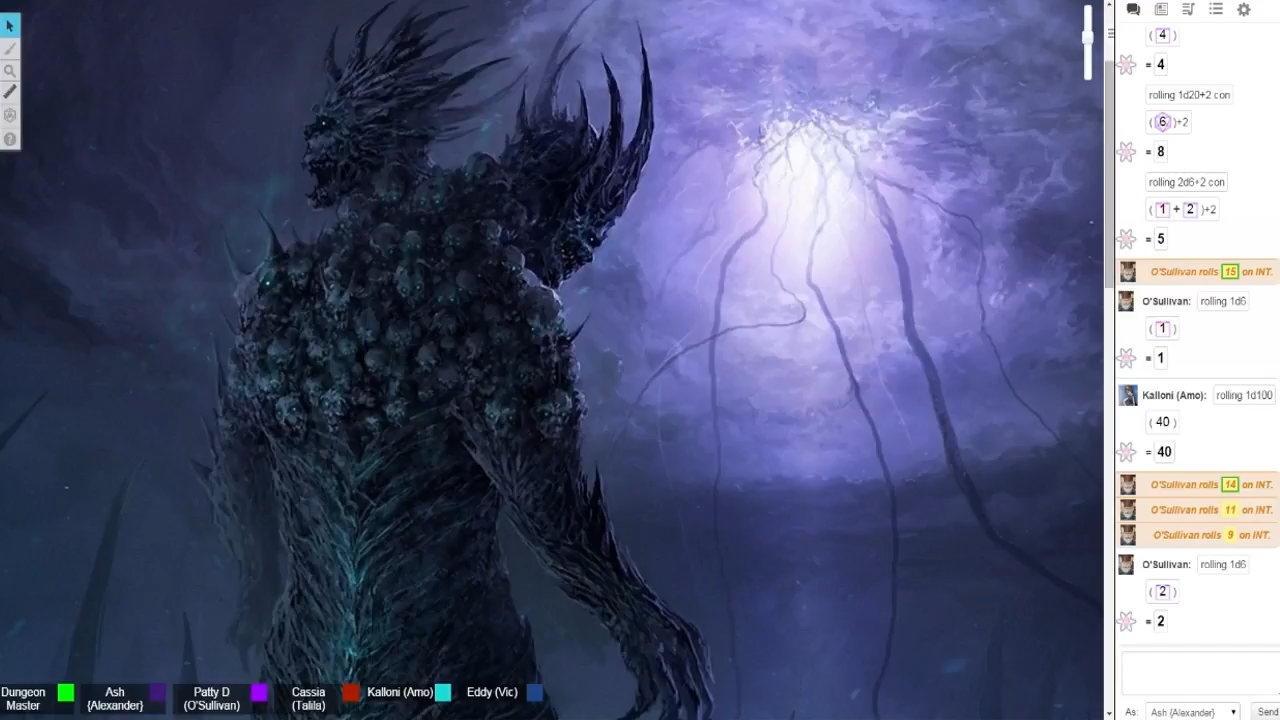 ( 4 )
= 4
rolling 1d20+2 con
( 6 )+2
= 8
rolling 2d6+2 con
( 1 + 2 )+2
= 5
O'Sullivan rolls 15 on INT.
O'Sullivan: rolling 1d6
( 1 )
= 1
Kalloni (Amo): rolling 1d100
( 40 )
= 40
O'Sullivan rolls 14 on INT.
O'Sullivan rolls 11 on INT.
O'Sullivan rolls 9 on INT.
O'Sullivan: rolling 1d6
( 2 )
= 2
Dungeon
Master
Ash
{Alexander}
Patty D
(O'Sullivan)
Cassia
(Talila)
Kalloni (Amo)
Eddy (Vic)
As: Ash {Alexander} Send